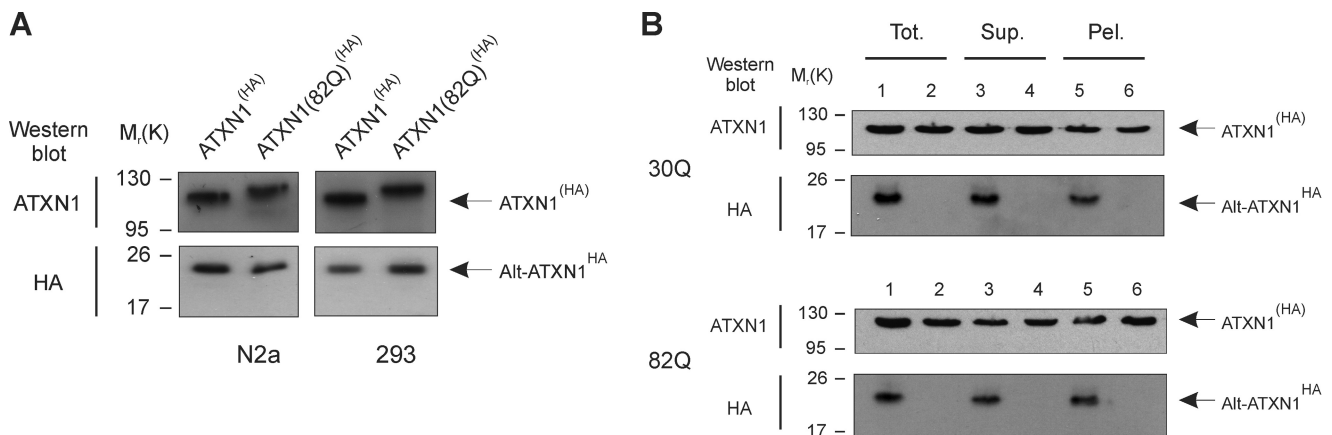 A
ATXN1(HA)
ATXN1(82Q)(HA)
ATXN1(HA)
ATXN1(82Q)(HA)
Western
blot
Mr(K)
ATXN1
130
95
ATXN1(HA)
HA
26
17
Alt-ATXN1HA
N2a
293
B
Tot.
Sup.
Pel.
Western
blot
Mr(K)
1 2 3 4 5 6
30Q
ATXN1
130
95
ATXN1(HA)
HA
26
17
Alt-ATXN1HA
1 2 3 4 5 6
82Q
ATXN1
130
95
ATXN1(HA)
HA
26
17
Alt-ATXN1HA